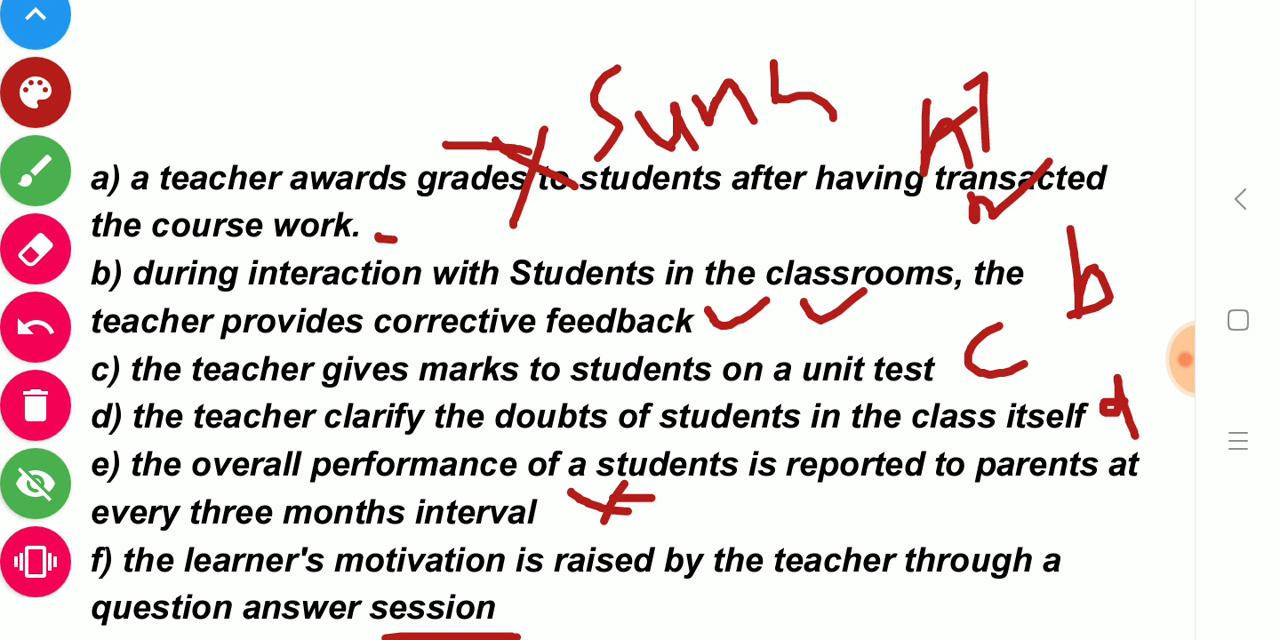 a) a teacher awards grades to students after having transacted
the course work.
b) during interaction with Students in the classrooms, the
b
teacher provides corrective feedback
c) the teacher gives marks to students on a unit test
C
d) the teacher clarify the doubts of students in the class itself
d
e) the overall performance of a students is reported to parents at
every three months interval
f) the learner's motivation is raised by the teacher through a
question answer session